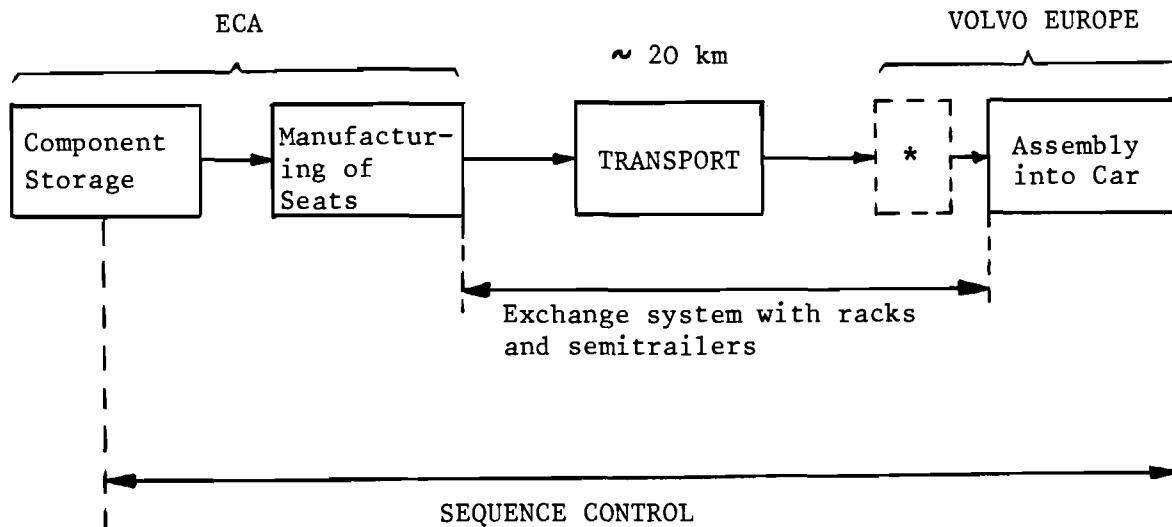 ECA
VOLVO EUROPE
~ 20 km
Component
Storage
Manufactur-
ing of
Seats
TRANSPORT
*
Assembly
into Car
Exchange system with racks
and semitrailers
SEQUENCE CONTROL